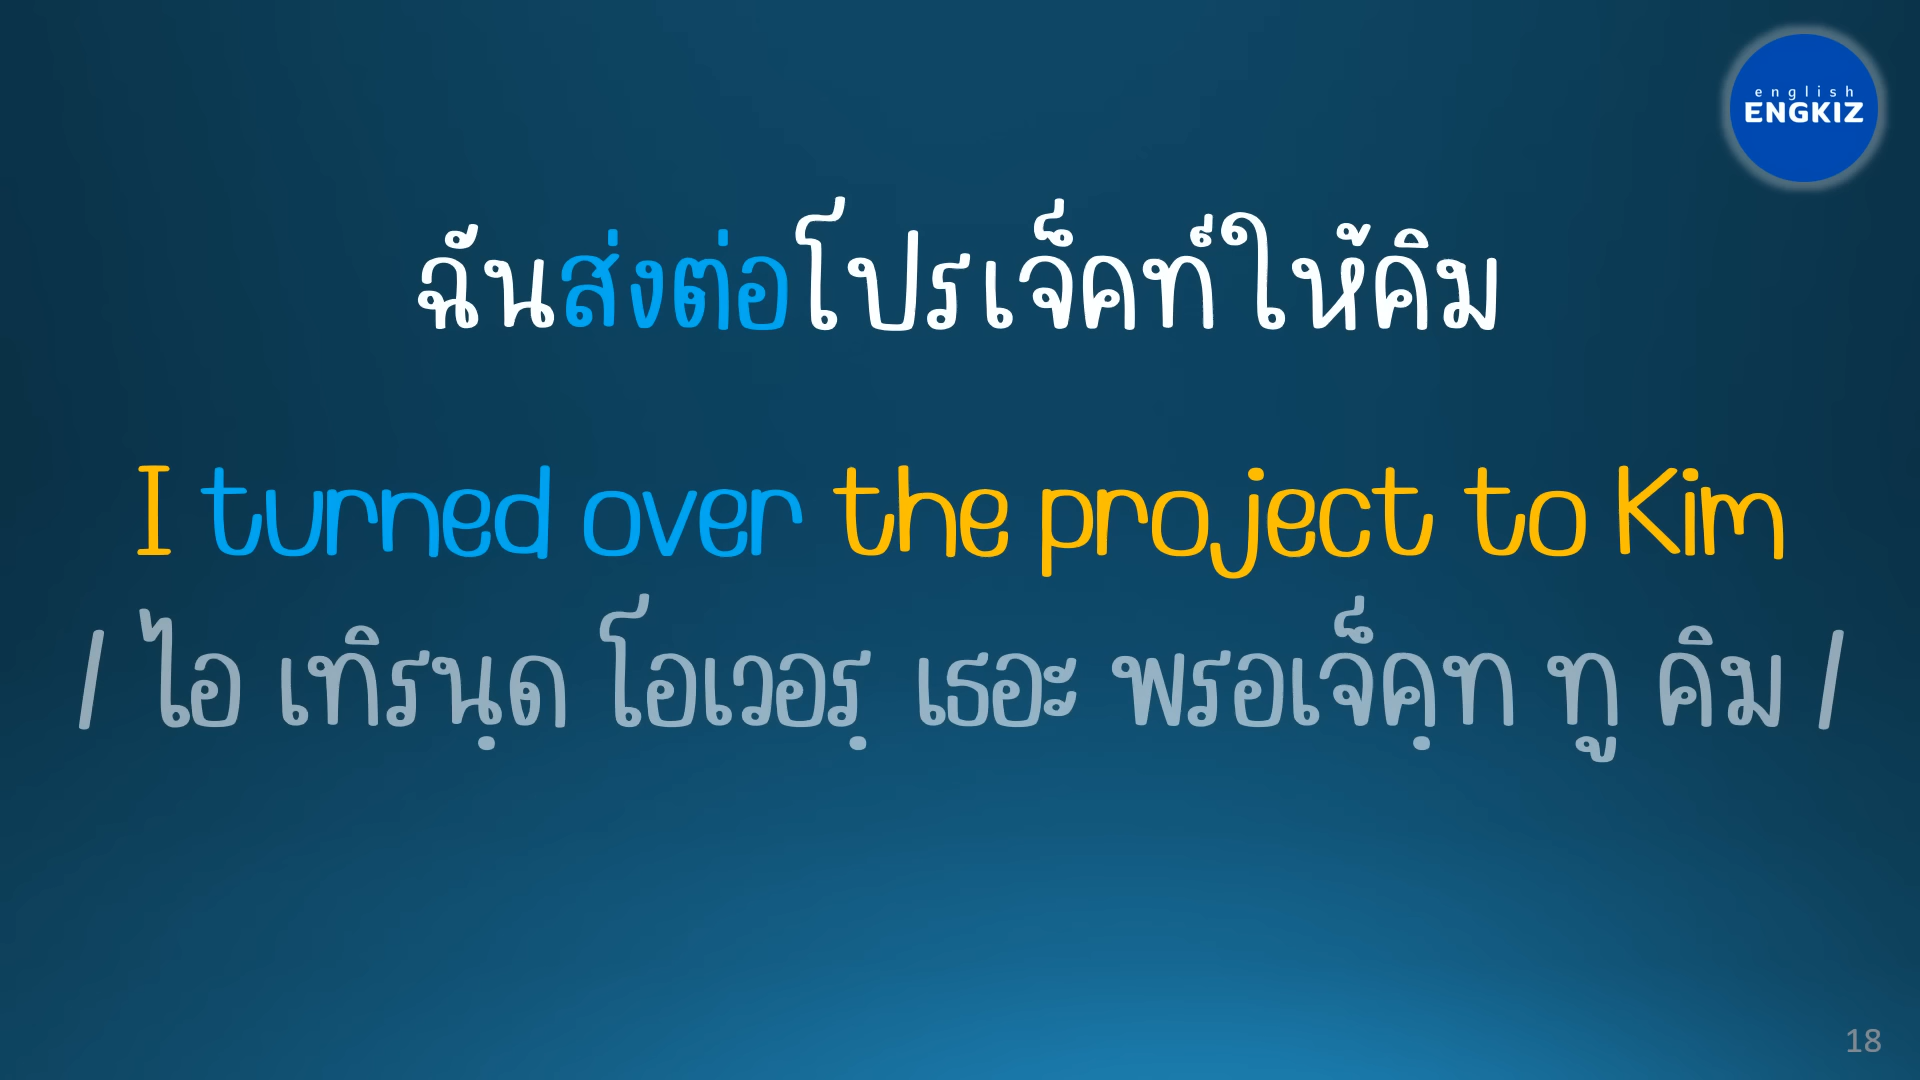 english
ENGKIZ
ฉันส่งต่อโปรเจ็คท์ให้คิม
I turned over the project to Kim
/ ไอ เทิรนฺด โอเวอรฺ เธอะ พรอเจ็คฺท ทู คิม /
18